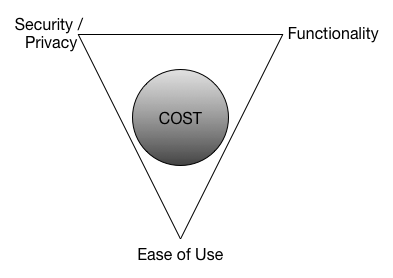 Security /
Privacy
Functionality
COST
Ease of Use